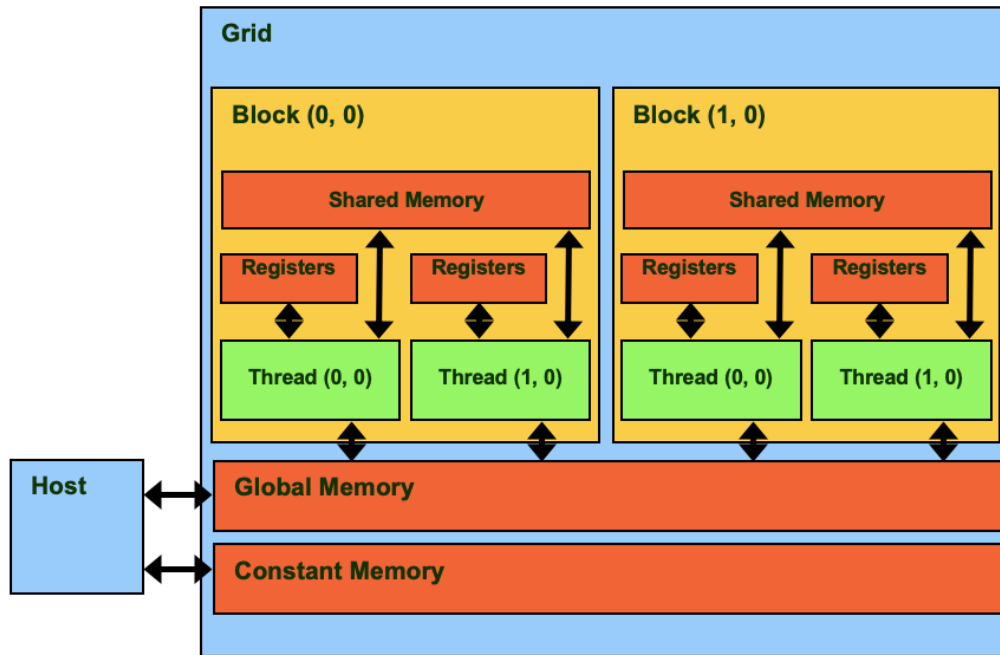 Grid
Block (0, 0)
Block (1, 0)
Shared Memory
Shared Memory
Registers
Registers
Registers
Registers
Thread (0, 0)
Thread (1, 0)
Thread (0, 0)
Thread (1, 0)
Host
Global Memory
Constant Memory